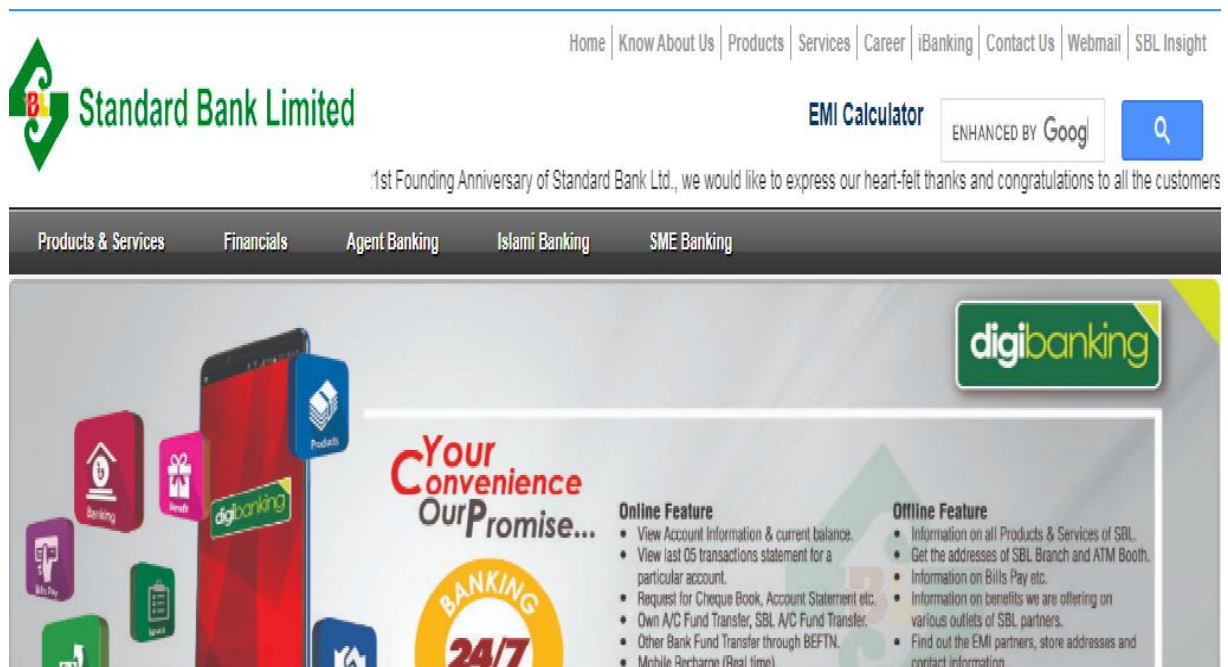 Home | Know About Us | Products | Services | Career | iBanking | Contact Us | Webmail | SBL Insight
SBL
Standard Bank Limited
EMI Calculator
ENHANCED BY Goog
1st Founding Anniversary of Standard Bank Ltd., we would like to express our heart-felt thanks and congratulations to all the customers
Products & Services
Financials
Agent Banking
Islami Banking
SME Banking
digibanking
Products
Banking
Benefit
digibanking
Bills Pay
Your
Convenience
Our Promise...
BANKING
24/7
Online Feature
• View Account Information & current balance.
• View last 05 transactions statement for a
particular account.
• Request for Cheque Book, Account Statement etc.
• Own A/C Fund Transfer, SBL A/C Fund Transfer.
• Other Bank Fund Transfer through BEFTN.
• Mobile Recharge (Real time)
Offline Feature
• Information on all Products & Services of SBL.
• Get the addresses of SBL Branch and ATM Booth.
• Information on Bills Pay etc.
• Information on benefits we are offering on
various outlets of SBL partners.
• Find out the EMI partners, store addresses and
contact information